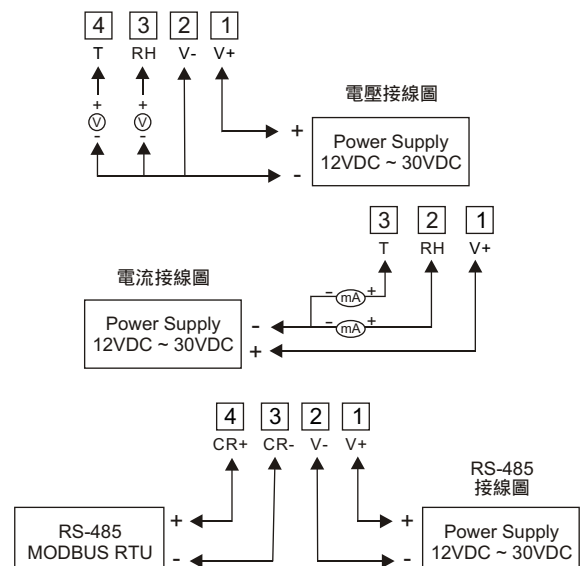 4 3 2 1
T RH V- V+
電壓接線圖
+ + +
V V
- -
Power Supply
12VDC ~ 30VDC
-
3 2 1
T RH V+
電流接線圖
- mA +
Power Supply
12VDC ~ 30VDC
- - mA +
+
4 3 2 1
CR+ CR- V- V+
RS-485
接線圖
RS-485
MODBUS RTU
+ +
- -
Power Supply
12VDC ~ 30VDC